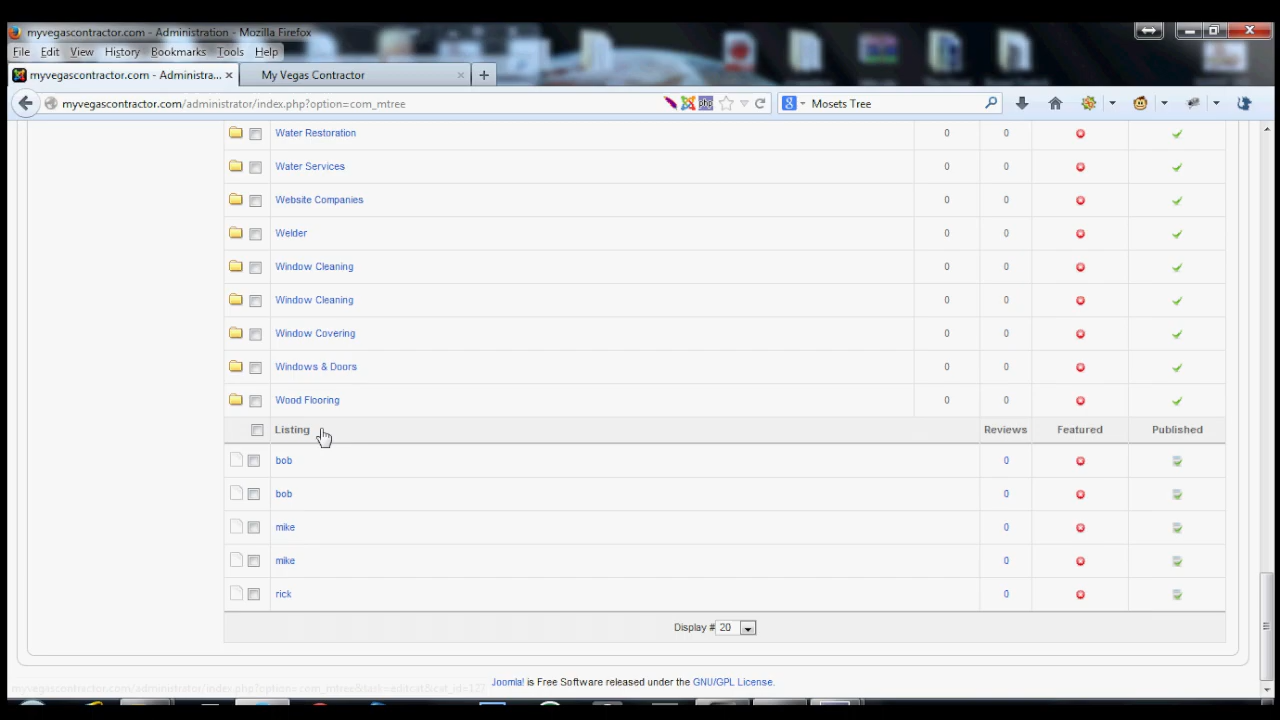 myvegascontractor.com - Administration - Mozilla Firefox
File Edit View History Bookmarks Tools Help
myvegascontractor.com - Administra... × My Vegas Contractor × +
myvegascontractor.com/administrator/index.php?option=com_mtree Mosets Tree
Water Restoration 0 0
Water Services 0 0
Website Companies 0 0
Welder 0 0
Window Cleaning 0 0
Window Cleaning 0 0
Window Covering 0 0
Windows & Doors 0 0
Wood Flooring 0 0
Listing Reviews Featured Published
bob 0
bob 0
mike 0
mike 0
rick 0
Display # 20
Joomla! is Free Software released under the GNU/GPL License.